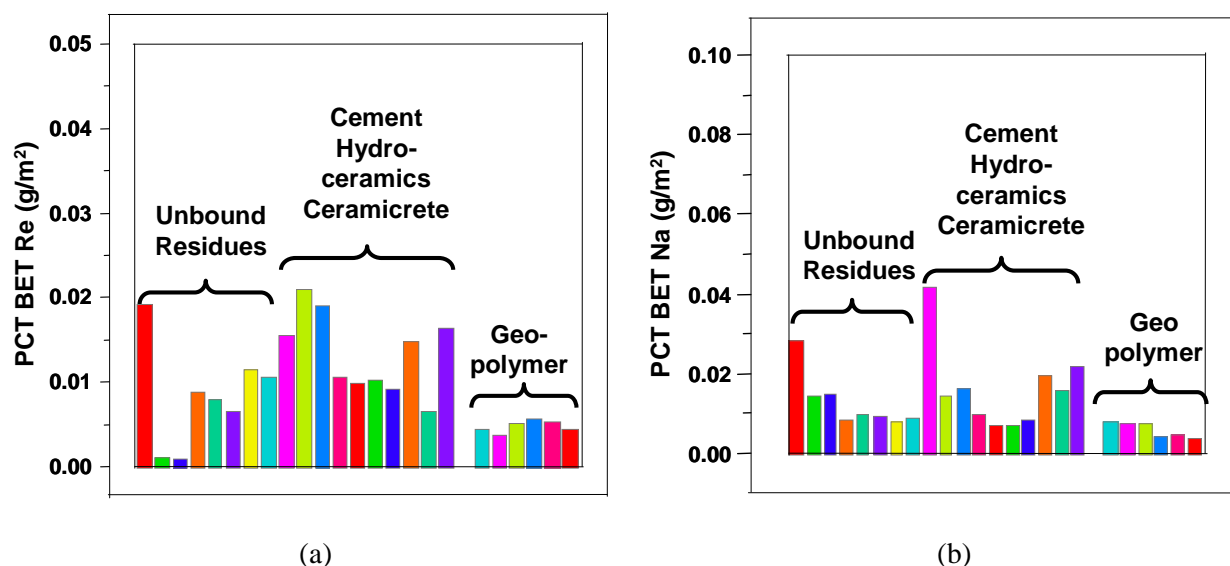 PCT BET Re (g/m²)
0.05
0.04
0.03
0.02
0.01
0.00
Unbound
Residues
Cement
Hydro-
ceramics
Ceramicrete
Geo-
polymer
(a)
PCT BET Na (g/m²)
0.10
0.08
0.06
0.04
0.02
0.00
Unbound
Residues
Cement
Hydro-
ceramics
Ceramicrete
Geo
polymer
(b)